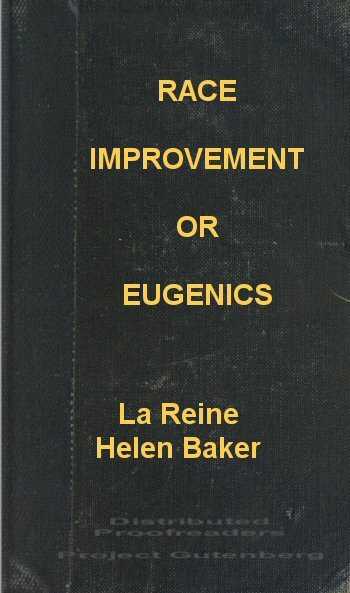 RACE
IMPROVEMENT
OR
EUGENICS
La Reine
Helen Baker
Distributed
Proofreaders
Project Gutenberg